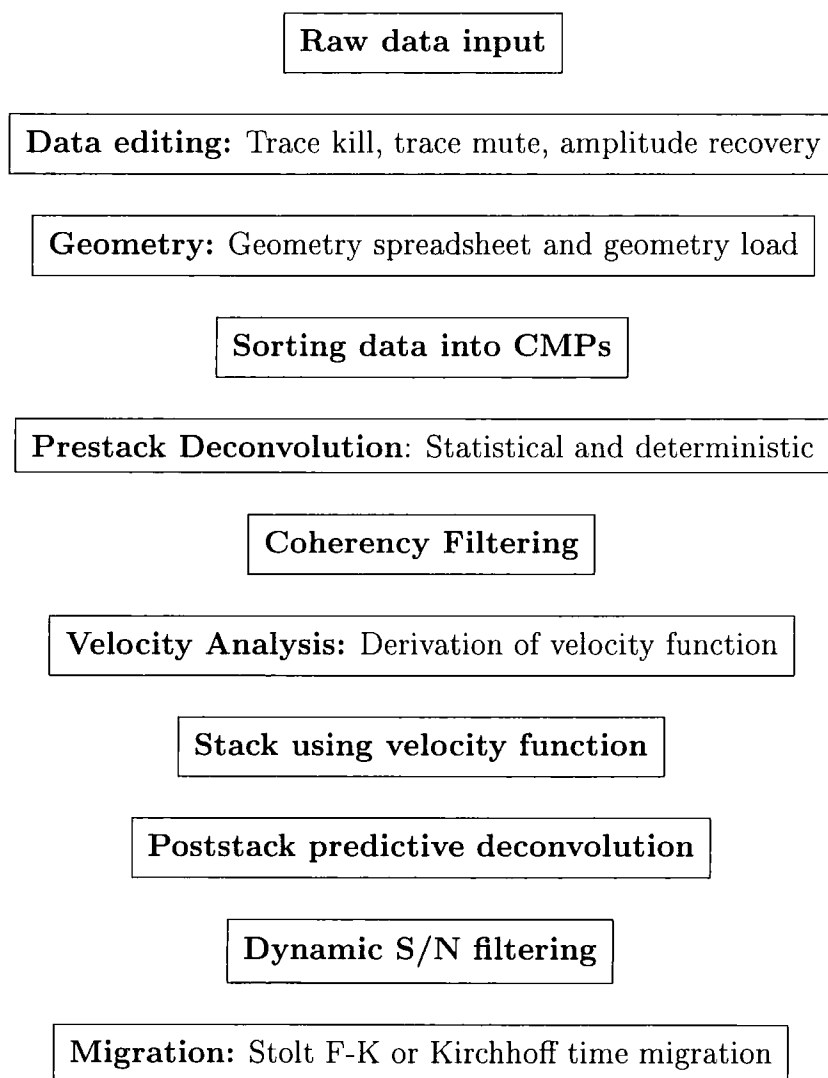 Raw data input
Data editing: Trace kill, trace mute, amplitude recovery
Geometry: Geometry spreadsheet and geometry load
Sorting data into CMPs
Prestack Deconvolution: Statistical and deterministic
Coherency Filtering
Velocity Analysis: Derivation of velocity function
Stack using velocity function
Poststack predictive deconvolution
Dynamic S/N filtering
Migration: Stolt F-K or Kirchhoff time migration